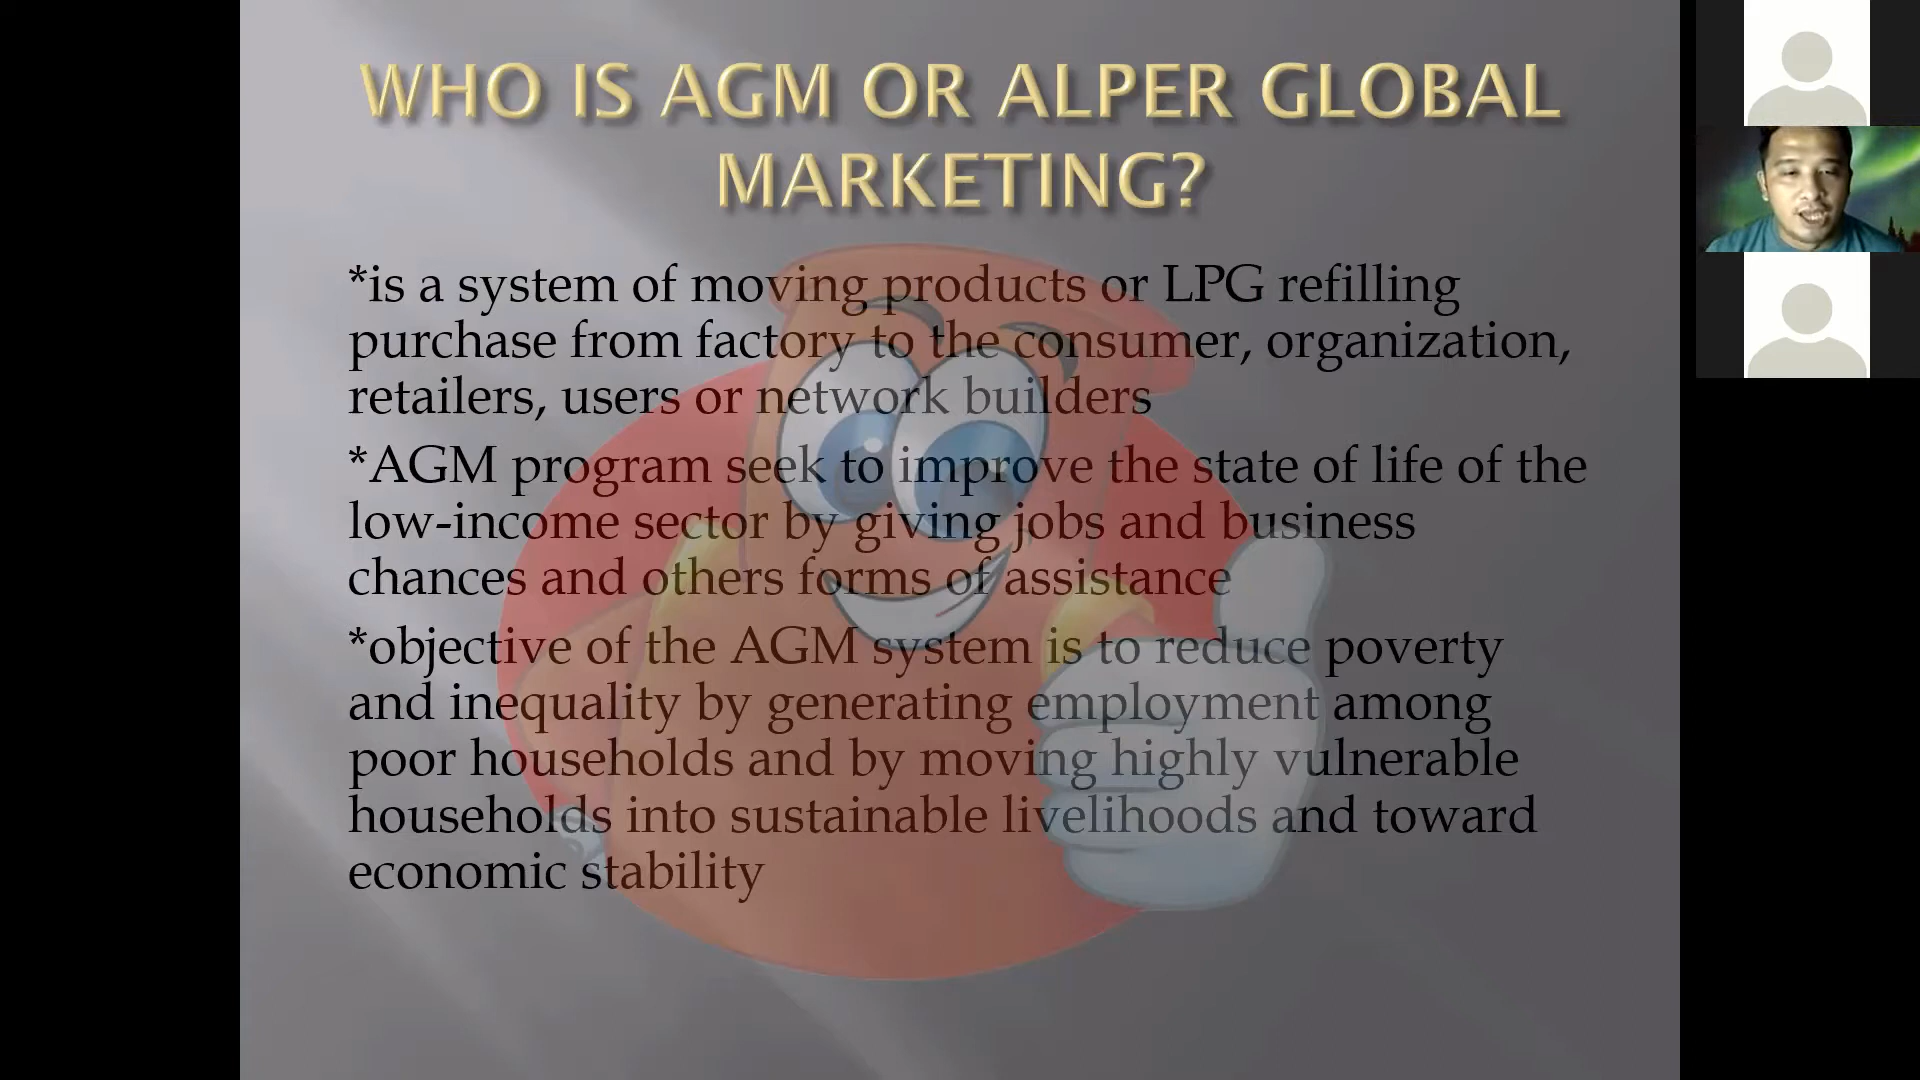 WHO IS AGM OR ALPER GLOBAL
MARKETING?
*is a system of moving products or LPG refilling
purchase from factory to the consumer, organization,
retailers, users or network builders
*AGM program seek to improve the state of life of the
low-income sector by giving jobs and business
chances and others forms of assistance
*objective of the AGM system is to reduce poverty
and inequality by generating employment among
poor households and by moving highly vulnerable
households into sustainable livelihoods and toward
economic stability